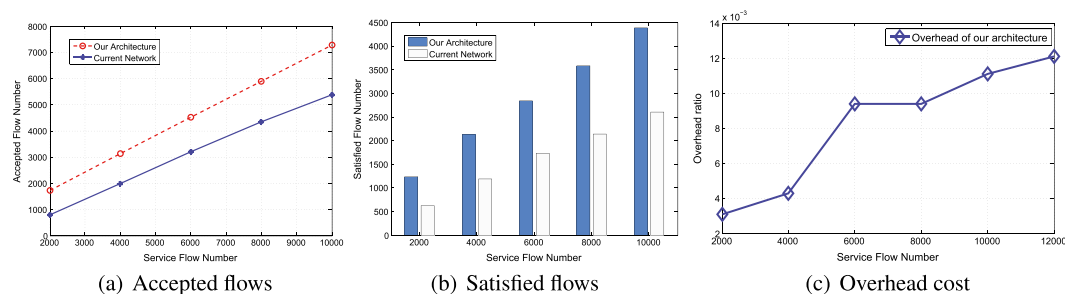 8000
7000
6000
5000
4000
3000
2000
1000
0
Accepted Flow Number
Our Architecture
Current Network
2000 3000 4000 5000 6000 7000 8000 9000 10000
Service Flow Number
(a) Accepted flows
4500
4000
3500
3000
2500
2000
1500
1000
500
0
Satisfied Flow Number
Our Architecture
Current Network
2000 4000 6000 8000 10000
Service Flow Number
(b) Satisfied flows
x 10⁻³
14
12
10
8
6
4
2
Overhead ratio
Overhead of our architecture
2000 4000 6000 8000 10000 12000
Service Flow Number
(c) Overhead cost